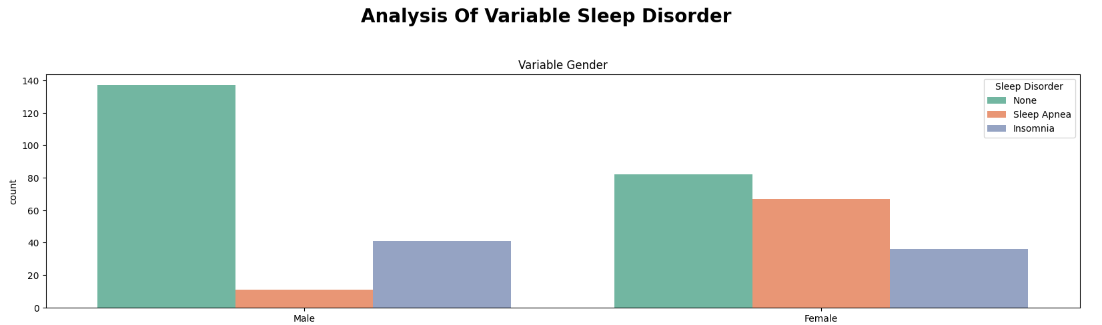 Analysis Of Variable Sleep Disorder
Variable Gender
140
120
100
80
60
40
20
0
count
Sleep Disorder
None
Sleep Apnea
Insomnia
Male
Female